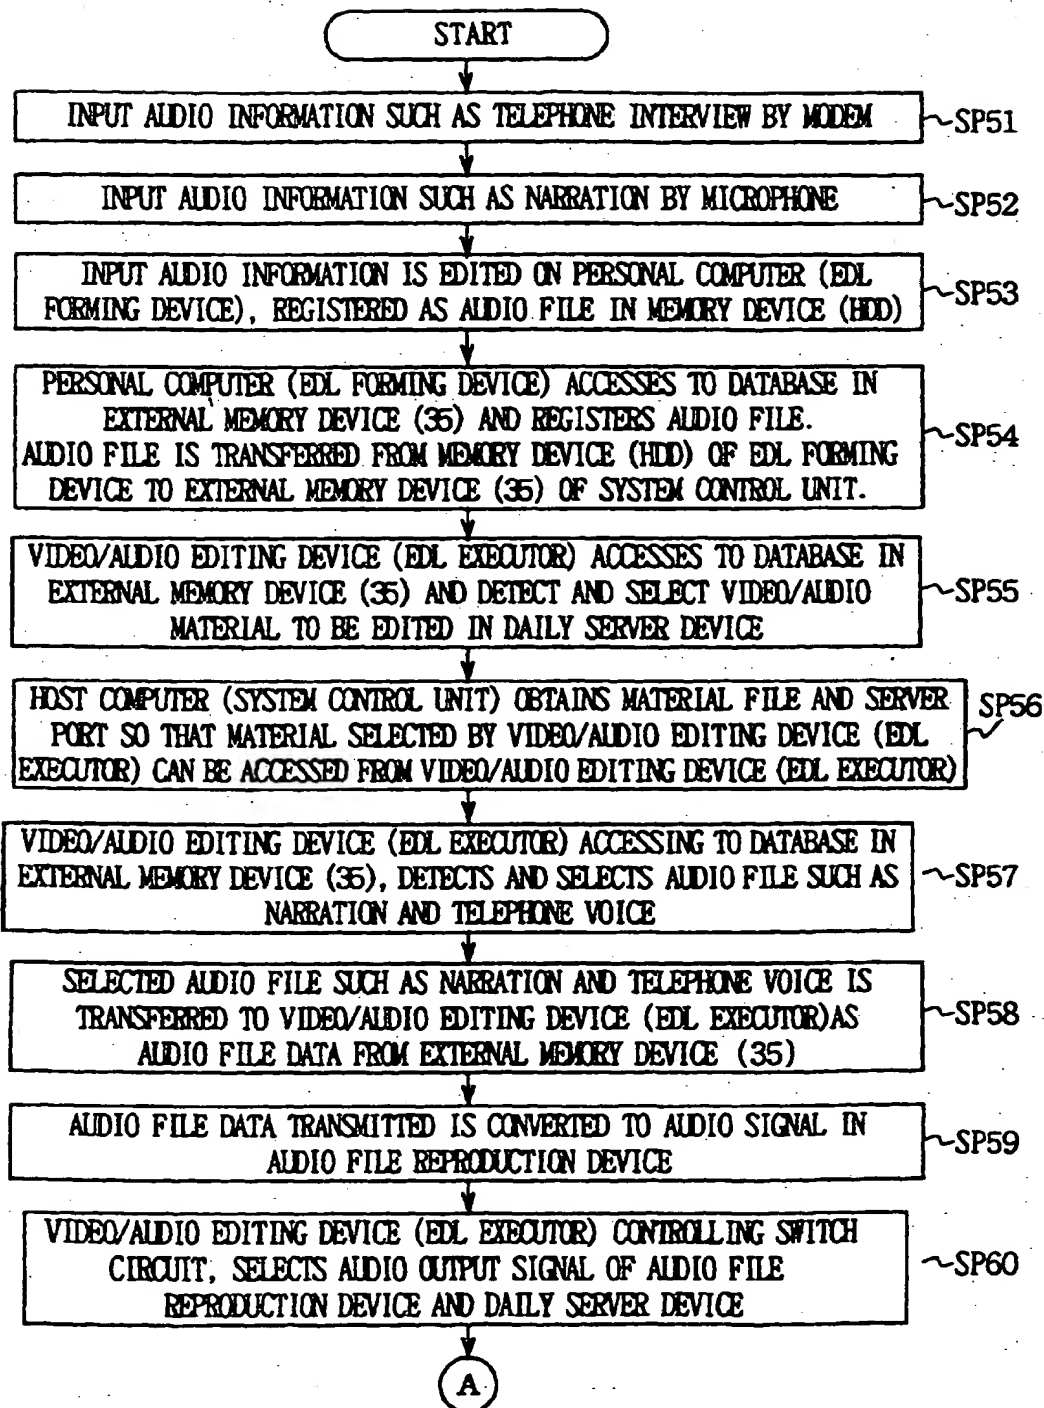 START
INPUT AUDIO INFORMATION SUCH AS TELEPHONE INTERVIEW BY MODEM
SP51
INPUT AUDIO INFORMATION SUCH AS NARRATION BY MICROPHONE
SP52
INPUT AUDIO INFORMATION IS EDITED ON PERSONAL COMPUTER (EDL
FORMING DEVICE), REGISTERED AS AUDIO FILE IN MEMORY DEVICE (HDD)
SP53
PERSONAL COMPUTER (EDL FORMING DEVICE) ACCESSES TO DATABASE IN
EXTERNAL MEMORY DEVICE (35) AND REGISTERS AUDIO FILE.
AUDIO FILE IS TRANSFERRED FROM MEMORY DEVICE (HDD) OF EDL FORMING
DEVICE TO EXTERNAL MEMORY DEVICE (35) OF SYSTEM CONTROL UNIT.
SP54
VIDEO/AUDIO EDITING DEVICE (EDL EXECUTOR) ACCESSES TO DATABASE IN
EXTERNAL MEMORY DEVICE (35) AND DETECT AND SELECT VIDEO/AUDIO
MATERIAL TO BE EDITED IN DAILY SERVER DEVICE
SP55
HOST COMPUTER (SYSTEM CONTROL UNIT) OBTAINS MATERIAL FILE AND SERVER
PORT SO THAT MATERIAL SELECTED BY VIDEO/AUDIO EDITING DEVICE (EDL
EXECUTOR) CAN BE ACCESSED FROM VIDEO/AUDIO EDITING DEVICE (EDL EXECUTOR)
SP56
VIDEO/AUDIO EDITING DEVICE (EDL EXECUTOR) ACCESSING TO DATABASE IN
EXTERNAL MEMORY DEVICE (35), DETECTS AND SELECTS AUDIO FILE SUCH AS
NARRATION AND TELEPHONE VOICE
SP57
SELECTED AUDIO FILE SUCH AS NARRATION AND TELEPHONE VOICE IS
TRANSFERRED TO VIDEO/AUDIO EDITING DEVICE (EDL EXECUTOR)AS
AUDIO FILE DATA FROM EXTERNAL MEMORY DEVICE (35)
SP58
AUDIO FILE DATA TRANSMITTED IS CONVERTED TO AUDIO SIGNAL IN
AUDIO FILE REPRODUCTION DEVICE
SP59
VIDEO/AUDIO EDITING DEVICE (EDL EXECUTOR) CONTROLLING SWITCH
CIRCUIT, SELECTS AUDIO OUTPUT SIGNAL OF AUDIO FILE
REPRODUCTION DEVICE AND DAILY SERVER DEVICE
SP60
A